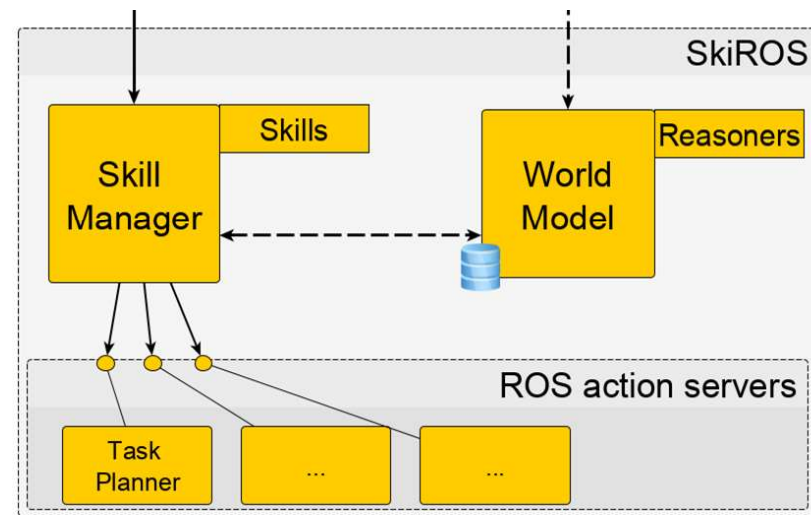 SkiROS
Skills
Skill
Manager
Reasoners
World
Model
ROS action servers
Task
Planner
...
...